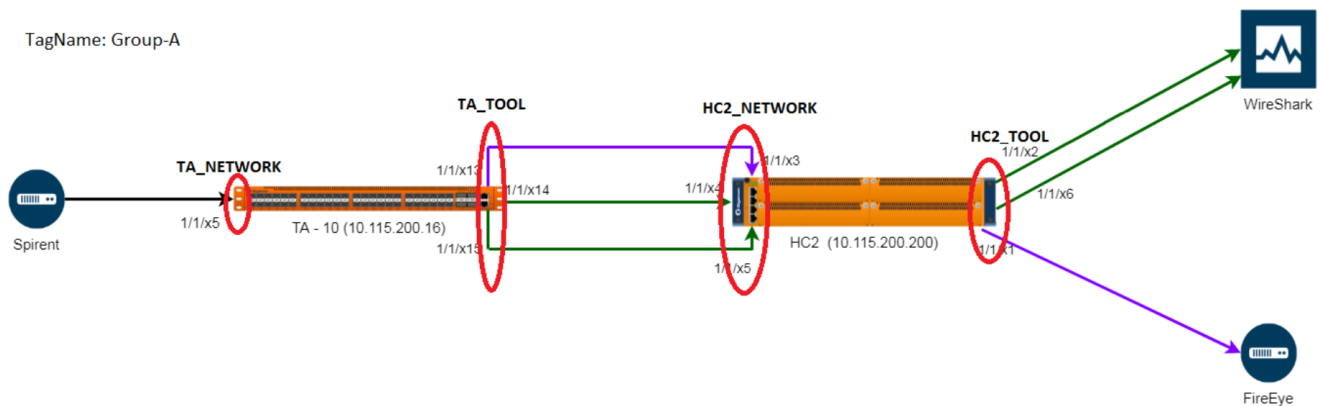 TagName: Group-A
WireShark
TA_TOOL
HC2_NETWORK
HC2_TOOL
1/1/x2
TA_NETWORK
1/1/x13
1/1/x3
1/1/x14
1/1/x4
1/1/x6
1/1/x5
TA - 10 (10.115.200.16)
Spirent
1/1/x15
HC2 (10.115.200.200)
1/1/x1
1/1/x5
FireEye